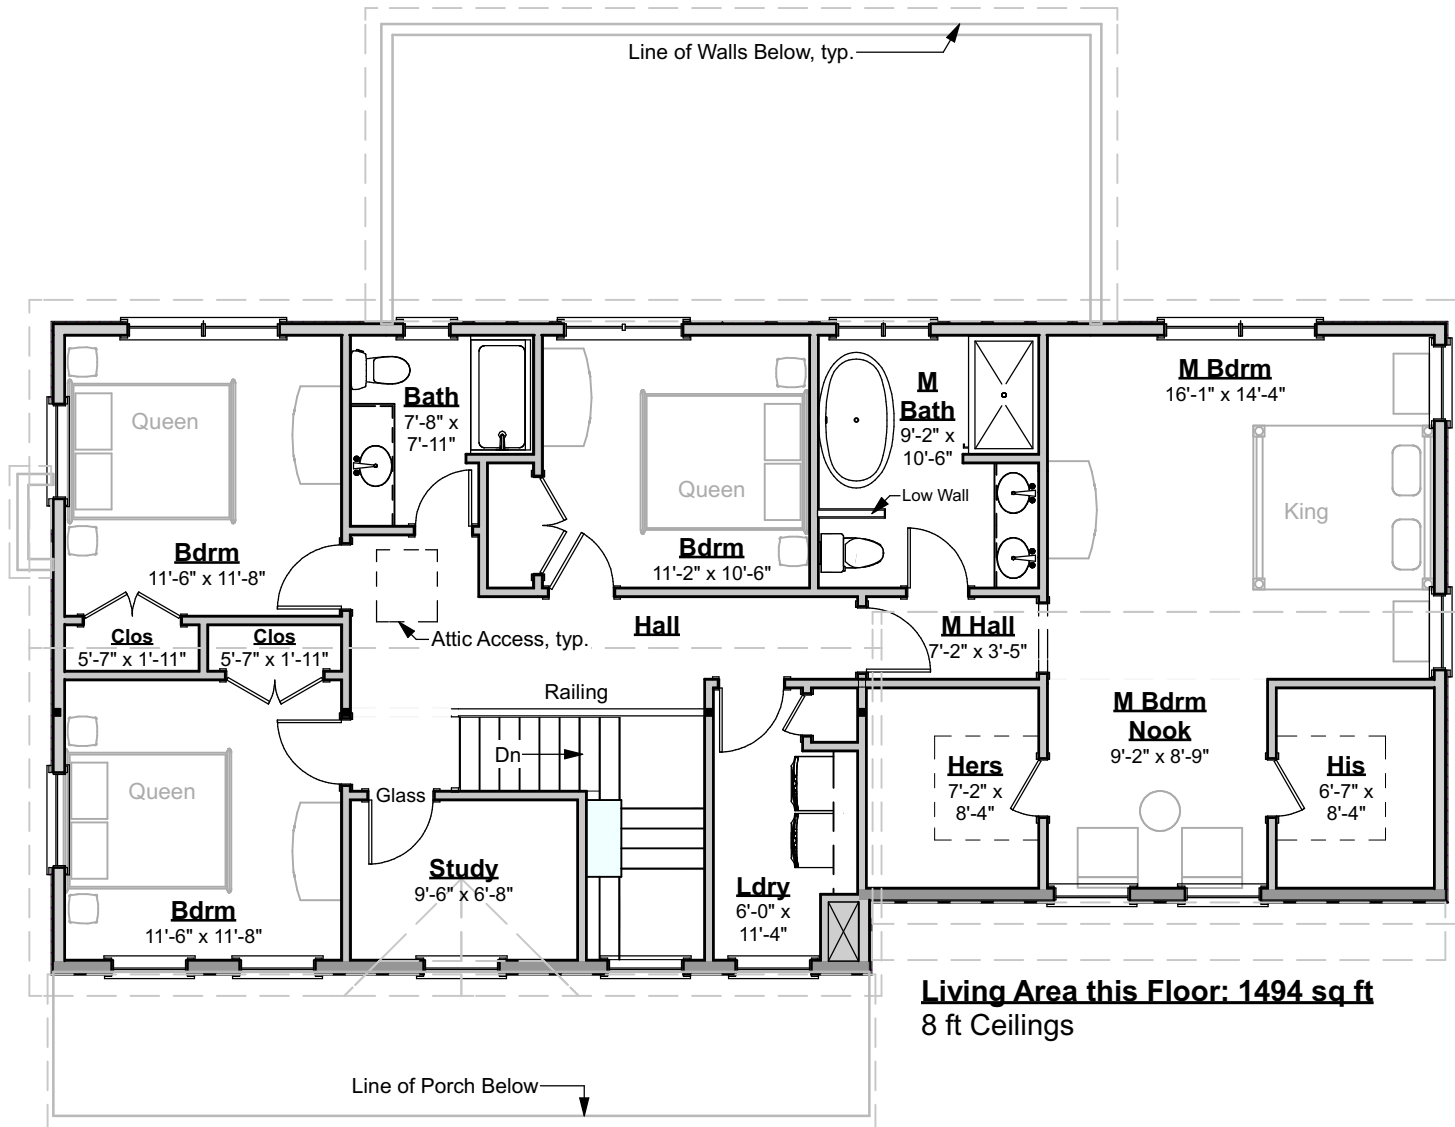 Line of Walls Below, typ.
Queen
Bdrm
11'-6" x 11'-8"
Bath
7'-8" x
7'-11"
Queen
Bdrm
11'-2" x 10'-6"
M
Bath
9'-2" x
10'-6"
Low Wall
M Bdrm
16'-1" x 14'-4"
King
Clos
5'-7" x 1'-11"
Clos
5'-7" x 1'-11"
Attic Access, typ.
Hall
M Hall
7'-2" x 3'-5"
Railing
Dn
Glass
Queen
Bdrm
11'-6" x 11'-8"
Study
9'-6" x 6'-8"
Ldry
6'-0" x
11'-4"
Hers
7'-2" x
8'-4"
M Bdrm
Nook
9'-2" x 8'-9"
His
6'-7" x
8'-4"
Living Area this Floor: 1494 sq ft
8 ft Ceilings
Line of Porch Below